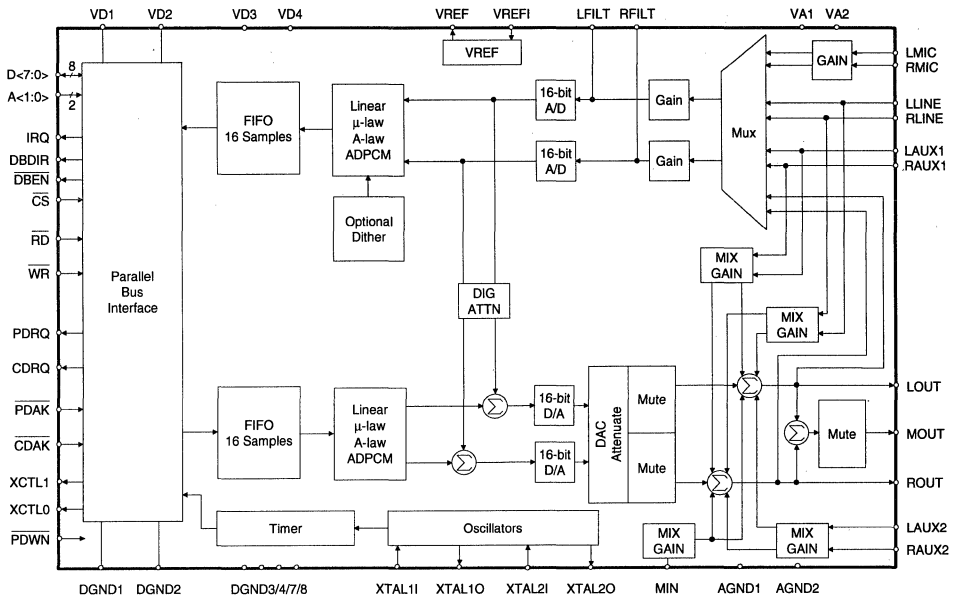 VD1 VD2 VD3 VD4 VREF VREFI LFILT RFILT VA1 VA2
VREF
GAIN
LMIC
RMIC
D<7:0>
8
A<1:0>
2
IRQ
DBDIR
DBEN
CS
RD
WR
PDRQ
CDRQ
PDAK
CDAK
XCTL1
XCTL0
PDWN
Parallel
Bus
Interface
FIFO
16 Samples
Linear
μ-law
A-law
ADPCM
Optional
Dither
16-bit
A/D
16-bit
A/D
Gain
Gain
Mux
LLINE
RLINE
LAUX1
RAUX1
MIX
GAIN
MIX
GAIN
DIG
ATTN
FIFO
16 Samples
Linear
μ-law
A-law
ADPCM
Σ
Σ
16-bit
D/A
16-bit
D/A
DAC
Attenuate
Mute
Mute
Σ
Σ
Σ
Mute
LOUT
MOUT
ROUT
LAUX2
RAUX2
Timer
Oscillators
MIX
GAIN
MIX
GAIN
DGND1 DGND2 DGND3/4/7/8 XTAL1I XTAL1O XTAL2I XTAL2O MIN AGND1 AGND2